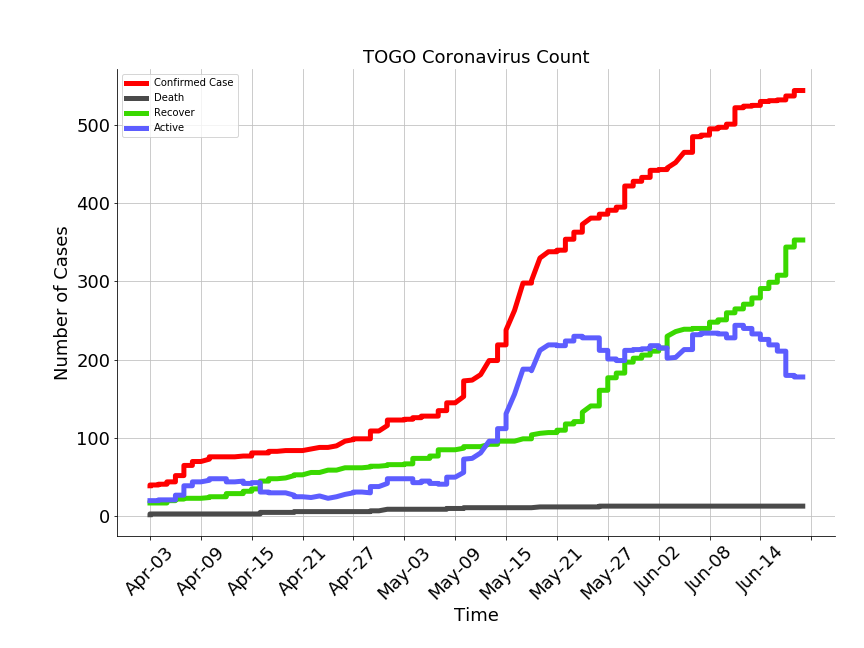 TOGO Coronavirus Count
Confirmed Case
Death
Recover
Active
Number of Cases
500
400
300
200
100
0
Apr-03
Apr-09
Apr-15
Apr-21
Apr-27
May-03
May-09
May-15
May-21
May-27
Jun-02
Jun-08
Jun-14
Time